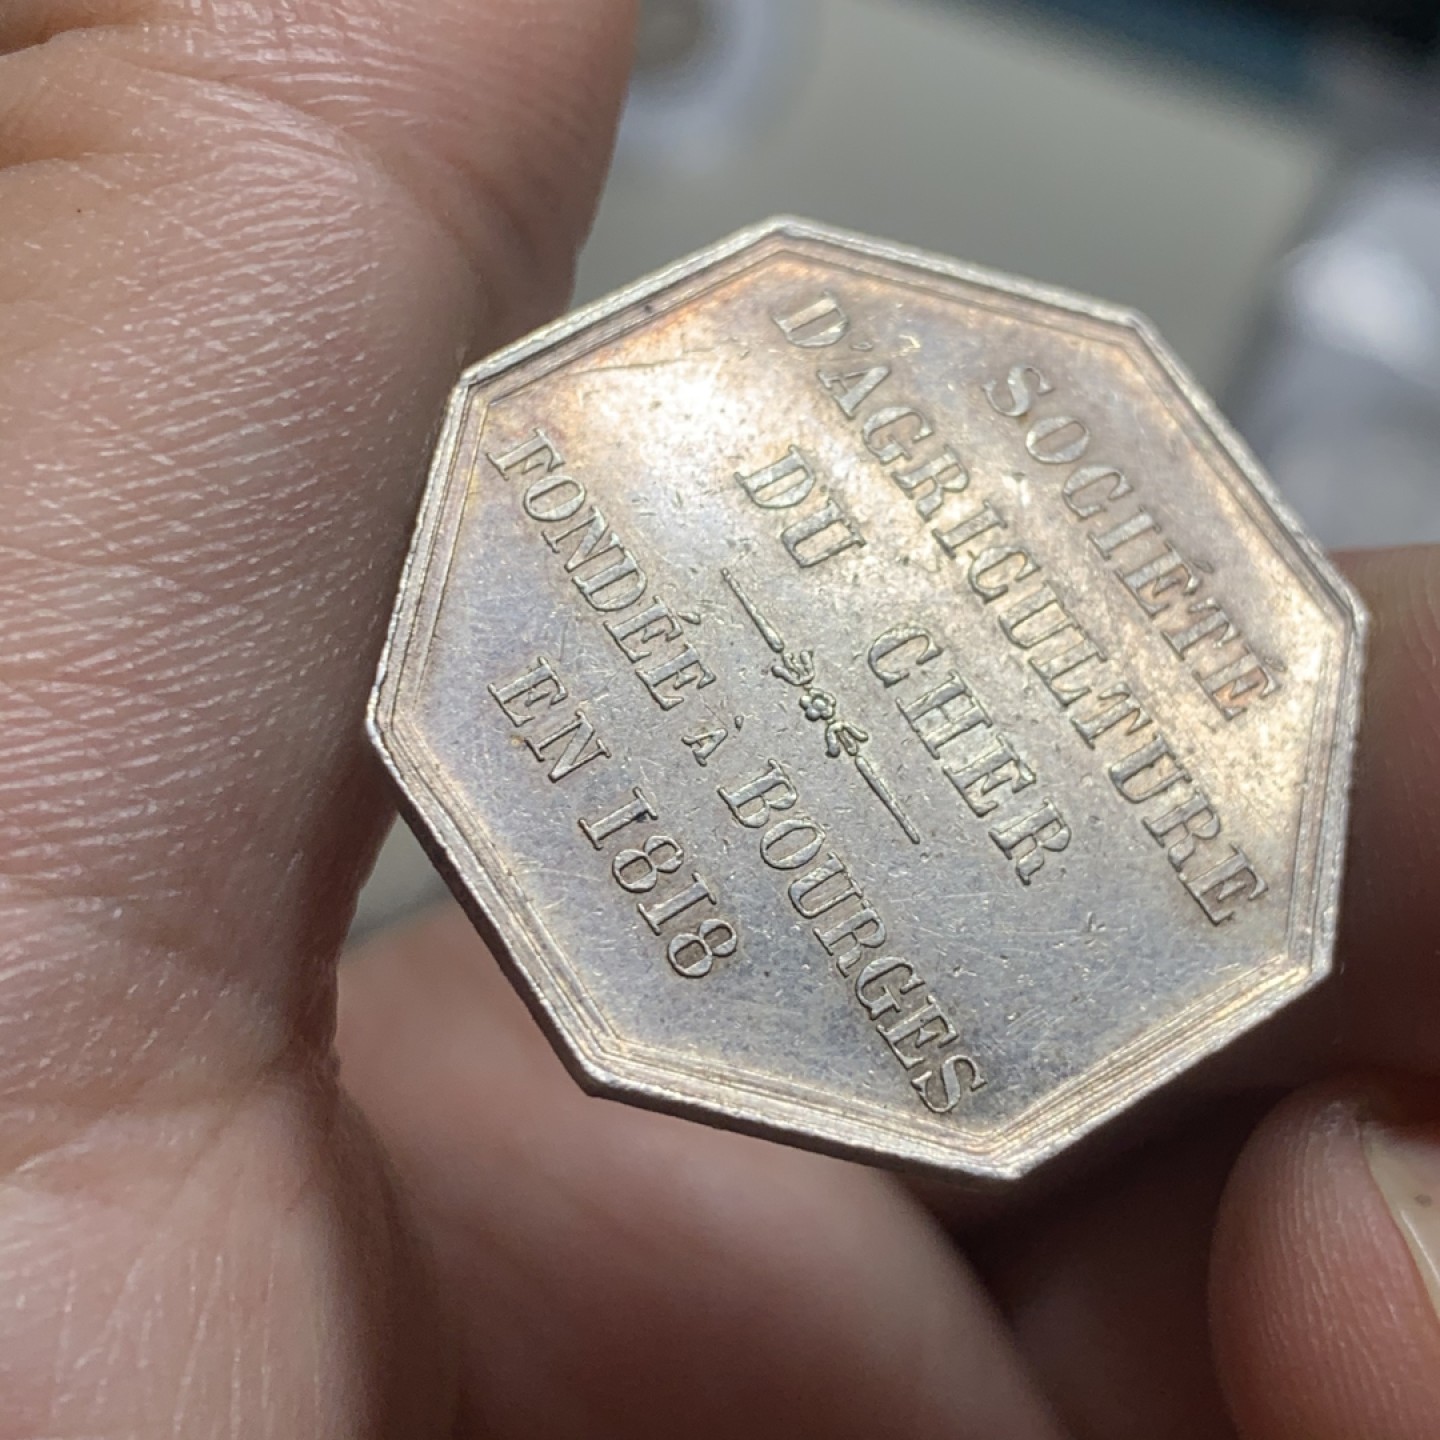 SOCIÉTÉ
D'AGRICULTURE
DU CHER
FONDÉE À BOURGES
EN 1818